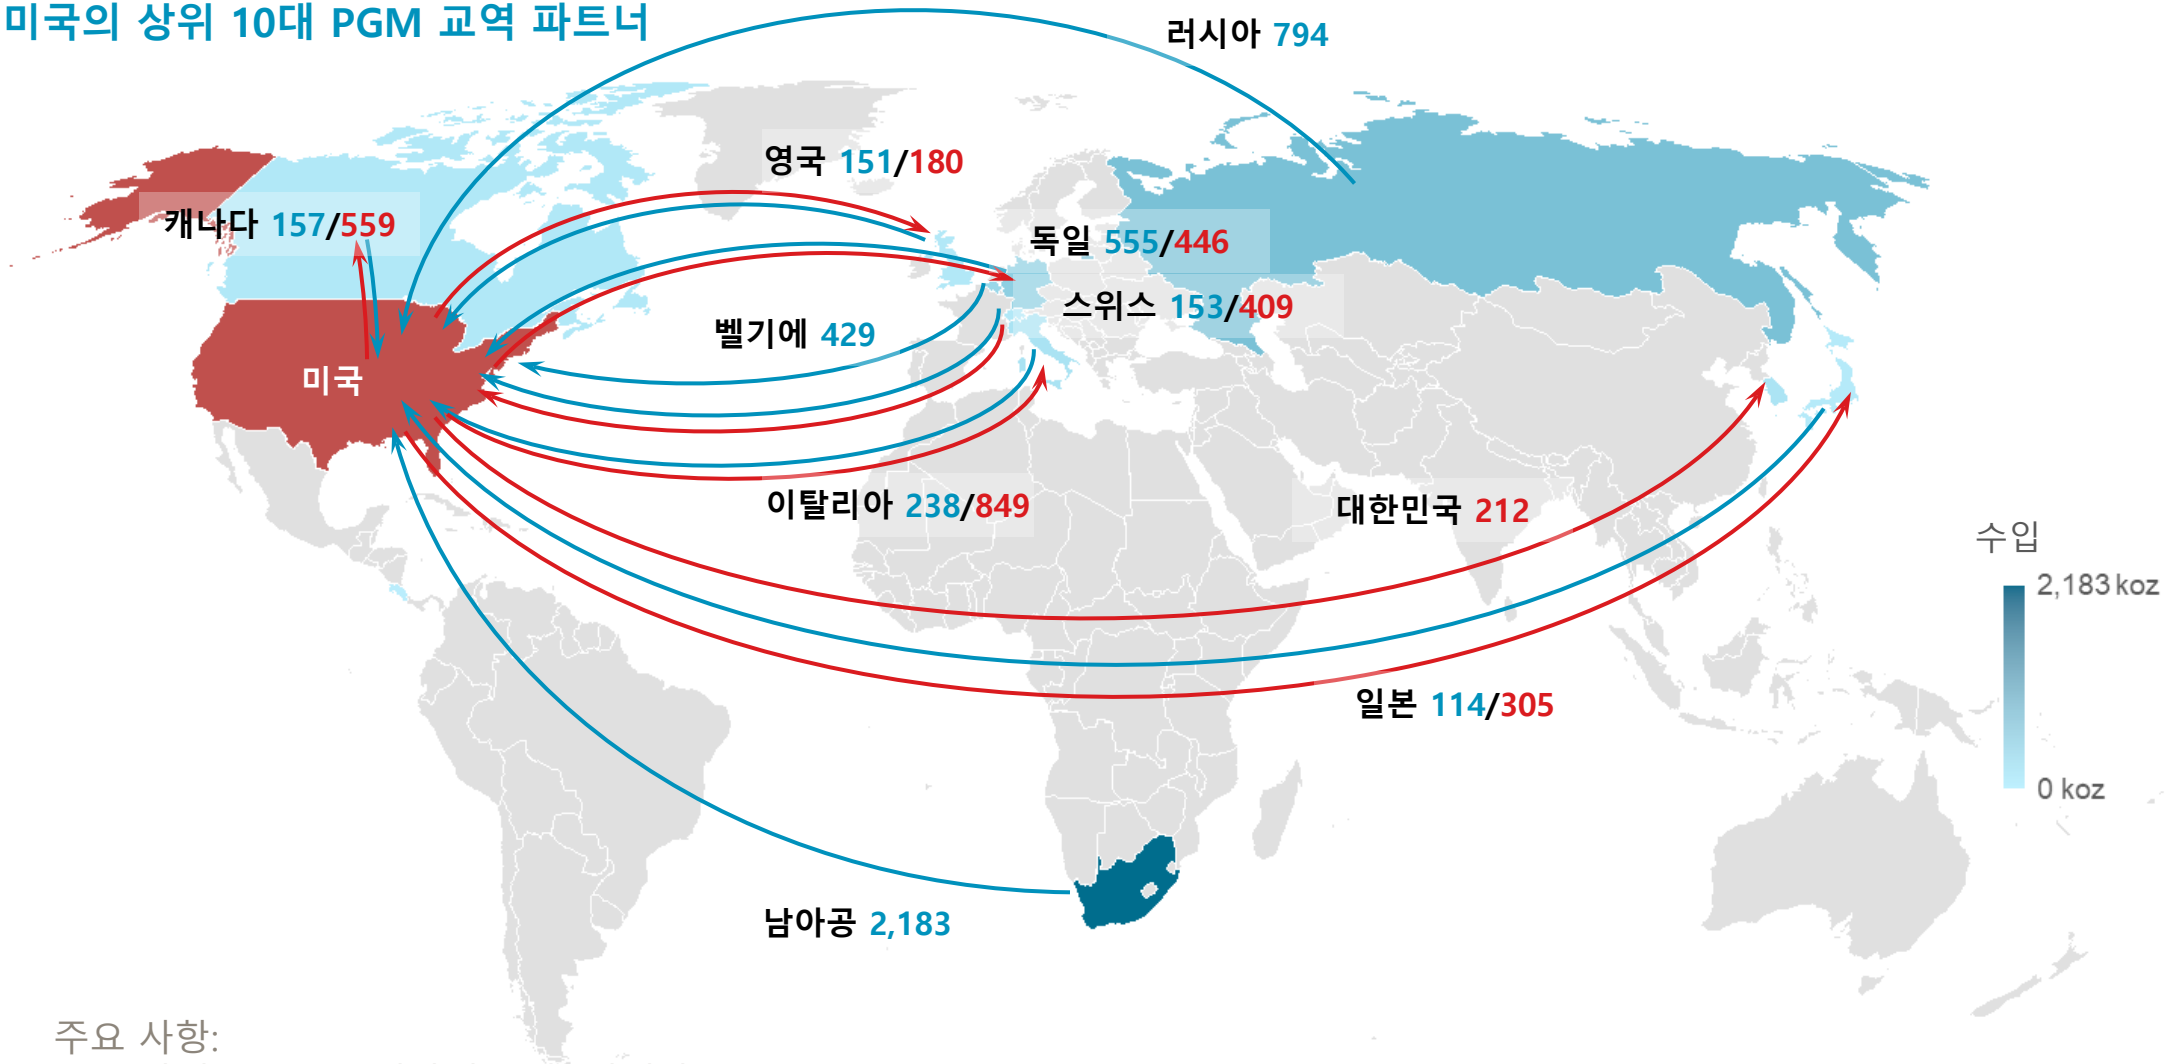 미국의 상위 10대 PGM 교역 파트너
러시아 794
영국 151/180
캐나다 157/559
독일 555/446
스위스 153/409
벨기에 429
미국
이탈리아 238/849
대한민국 212
수입
2,183 koz
0 koz
일본 114/305
남아공 2,183
주요 사항: